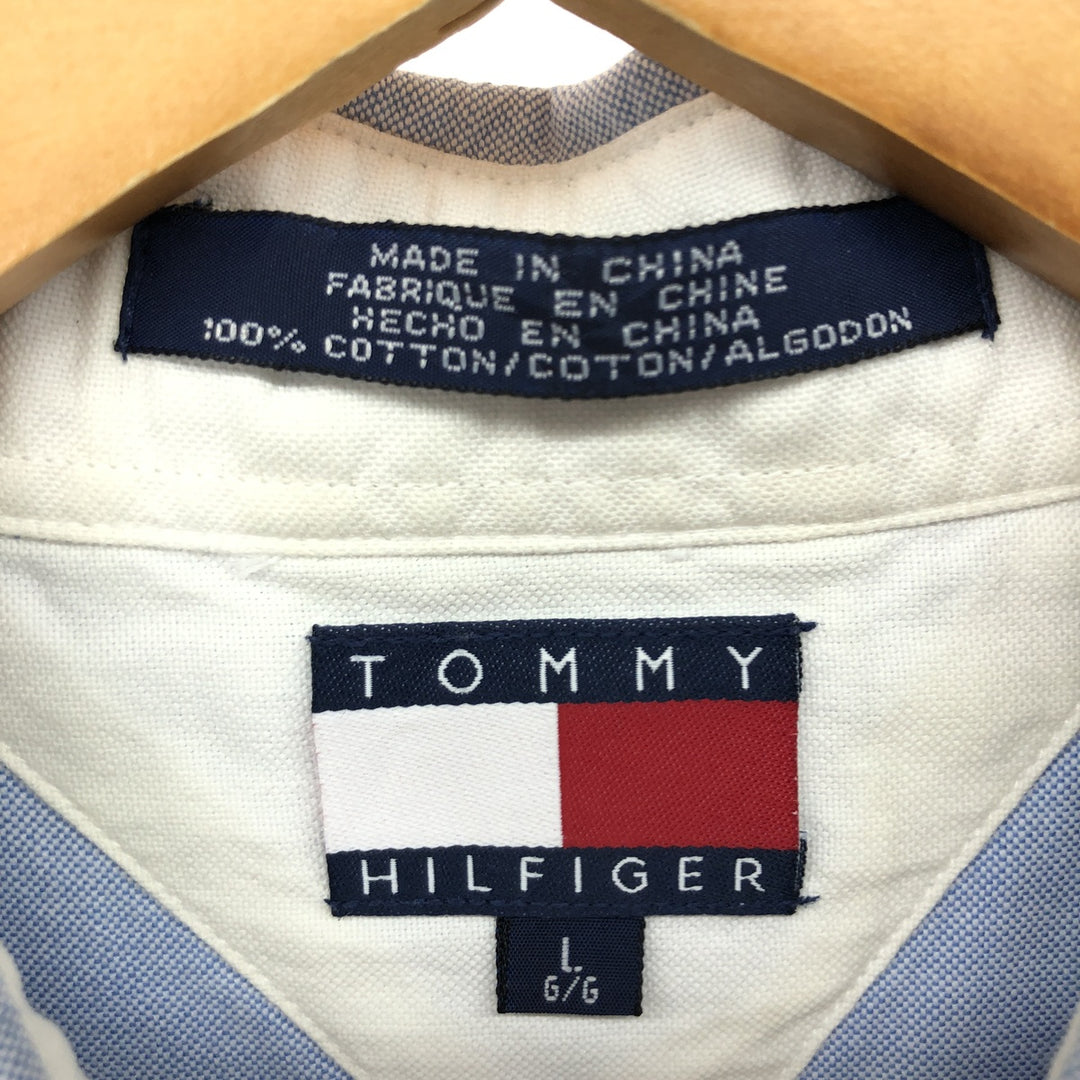 MADE IN CHINA
FABRIQUE EN CHINE
HECHO EN CHINA
100% COTTON/COTON/ALGODON
TOMMY
HILFIGER
L
G/G